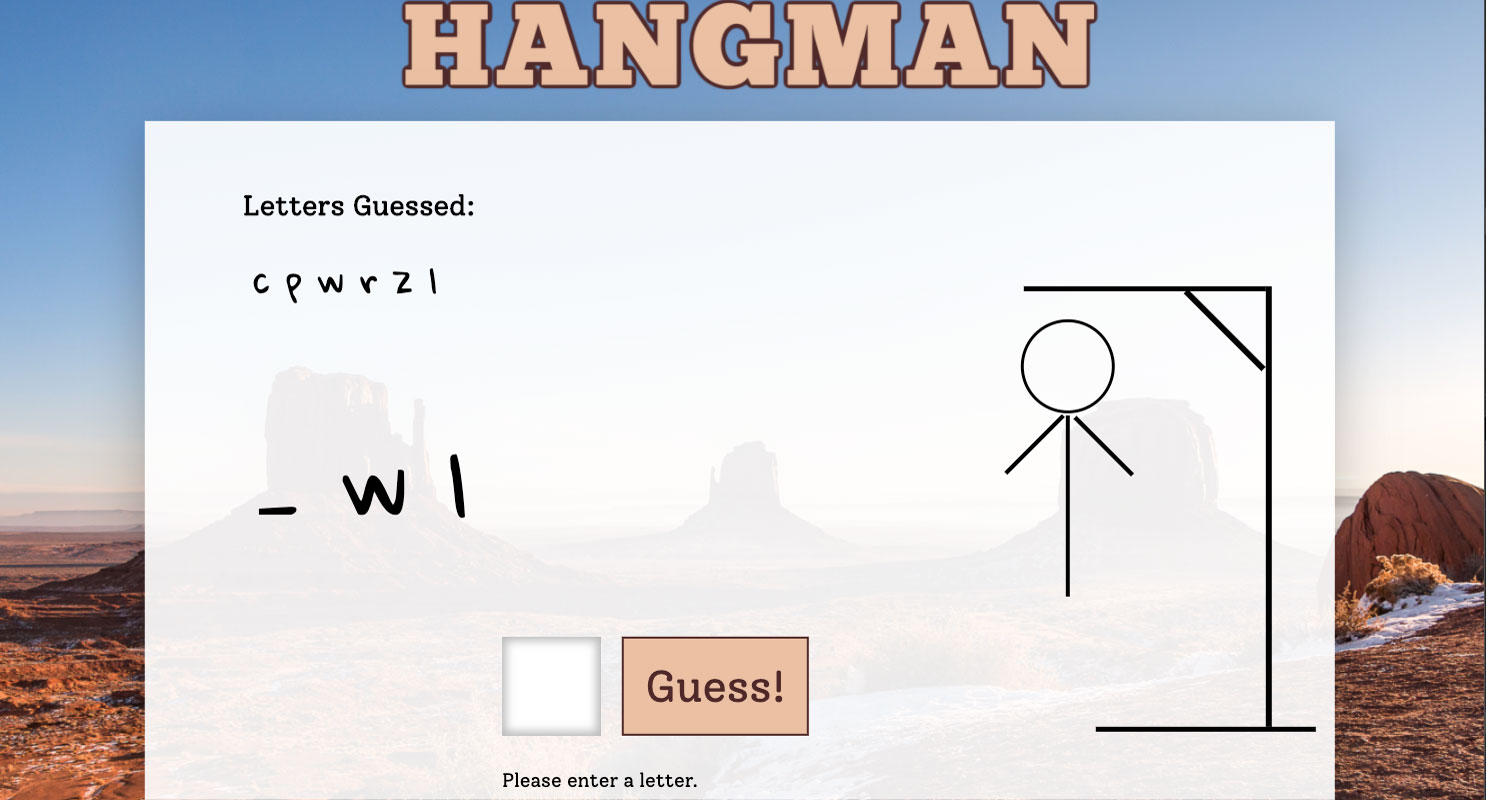 HANGMAN
Letters Guessed:
c p w r z l
_ w l
Guess!
Please enter a letter.